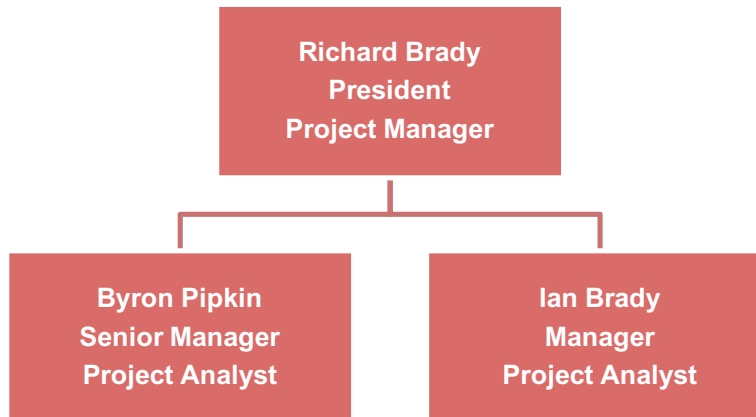 Richard Brady
President
Project Manager
Byron Pipkin
Senior Manager
Project Analyst
Ian Brady
Manager
Project Analyst